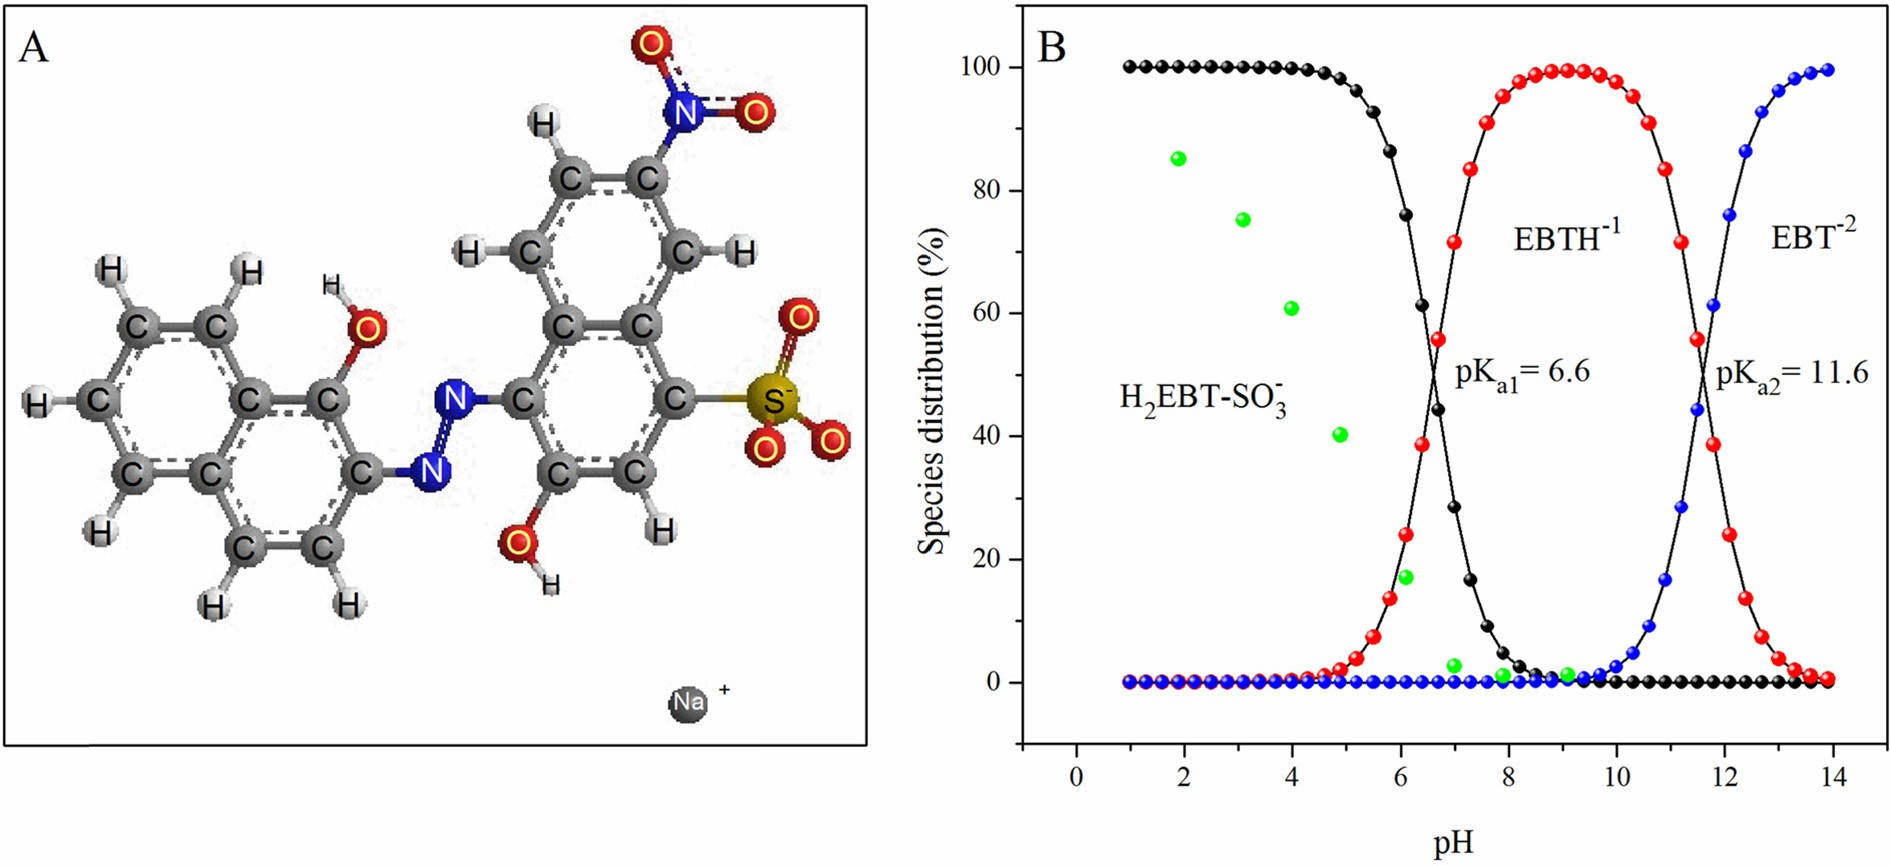 A
O
N O
H
C C
H C C H
H H H
O O
C C C C
H C C C N C C S-
O O
C C C N C C
H H
C C O
H H H
Na +
B
100
80
60
40
20
0
Species distribution (%)
EBTH-1
EBT-2
pKa1= 6.6
pKa2= 11.6
H2EBT-SO3-
0 2 4 6 8 10 12 14
pH